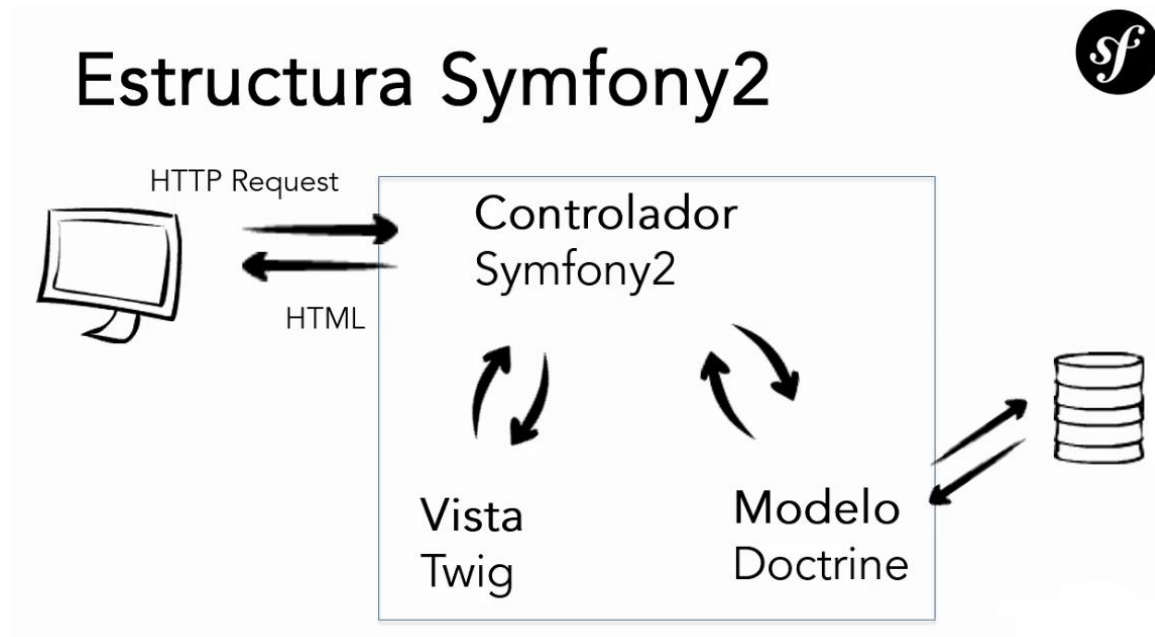 Estructura Symfony2
sf
HTTP Request
HTML
Controlador
Symfony2
Vista
Twig
Modelo
Doctrine